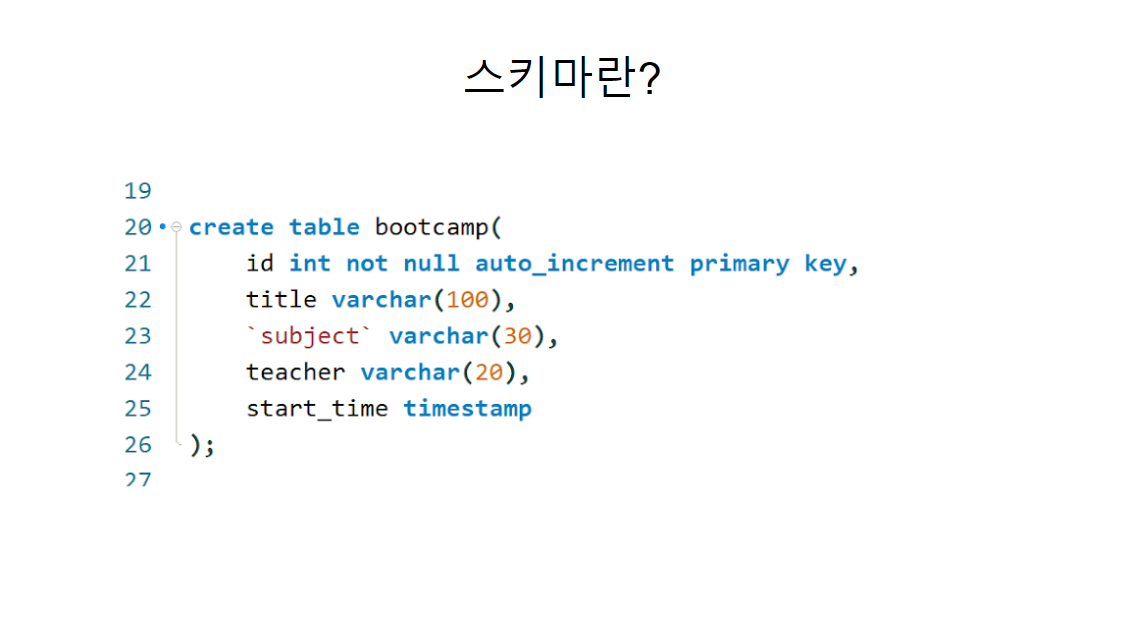 스키마란?
19
20 create table bootcamp(
21 id int not null auto_increment primary key,
22 title varchar(100),
23 `subject` varchar(30),
24 teacher varchar(20),
25 start_time timestamp
26 );
27